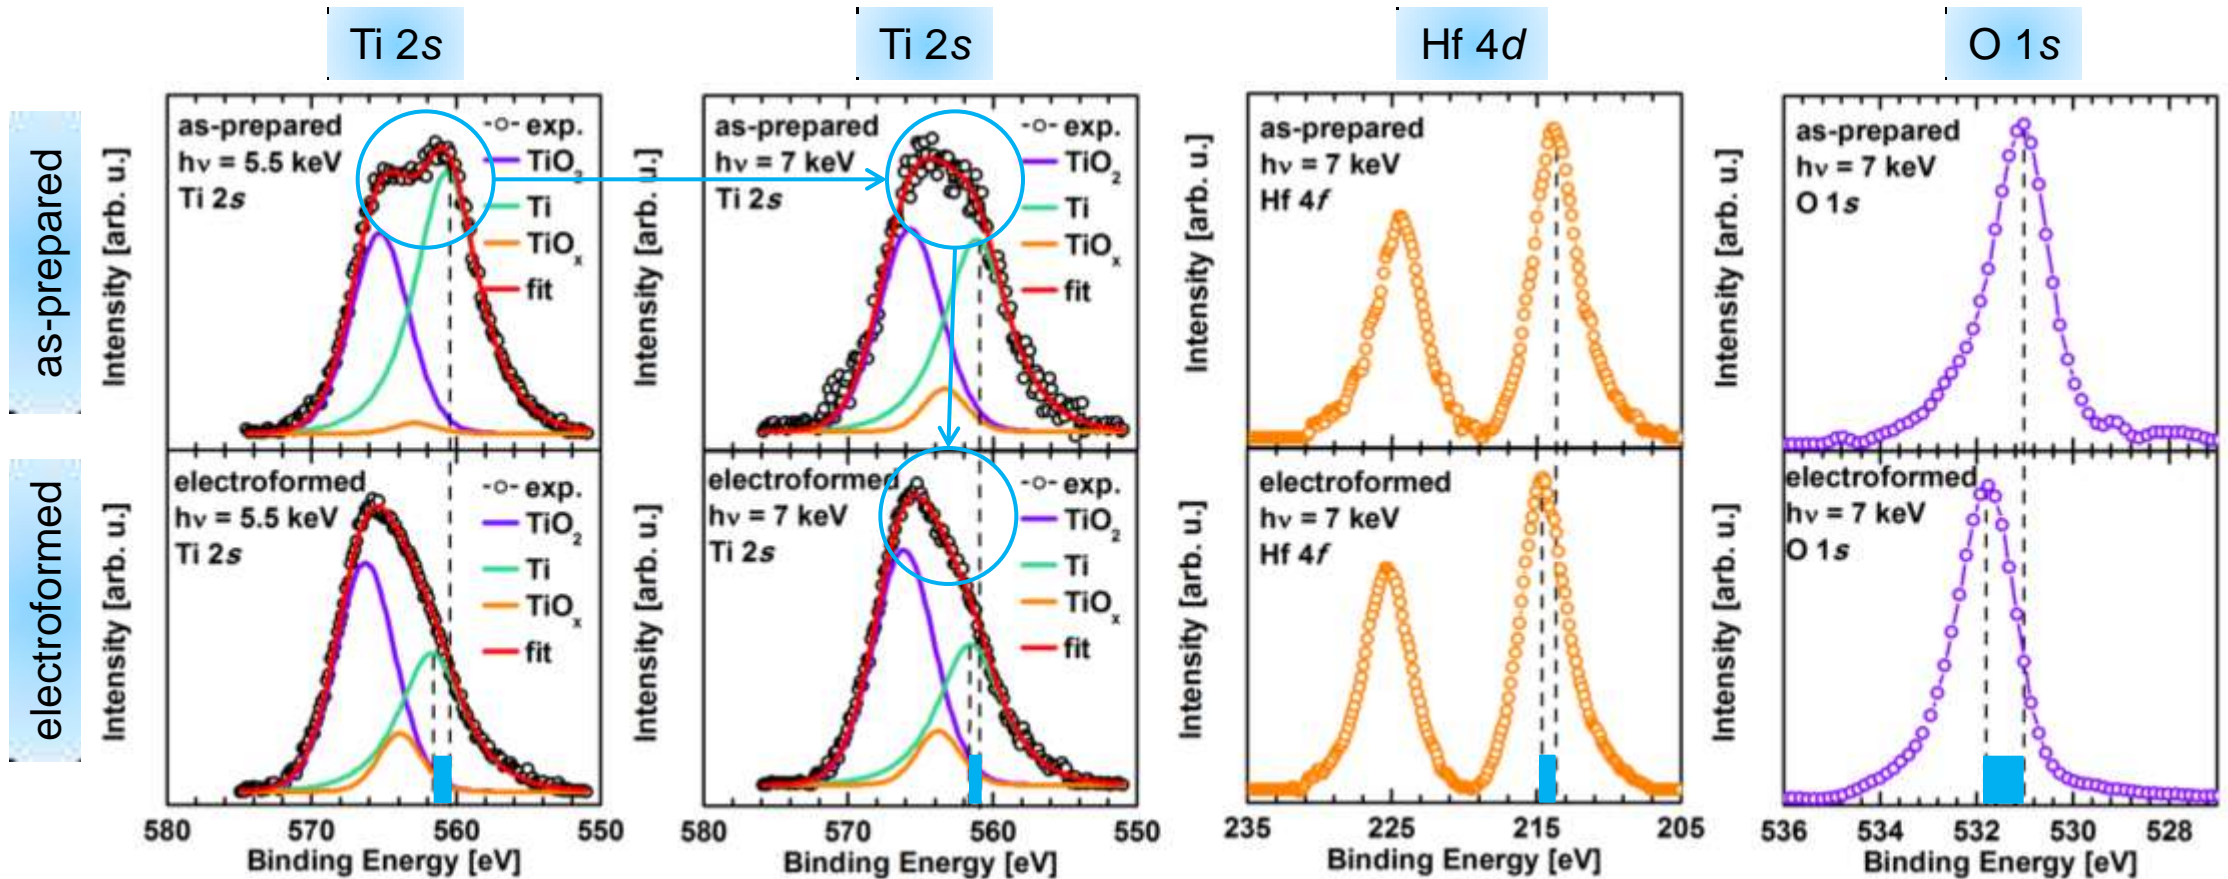 Ti 2s
Ti 2s
Hf 4d
O 1s
as-prepared
electroformed
as-prepared
hν = 5.5 keV
Ti 2s
-o- exp.
TiO2
Ti
TiOx
fit
Intensity [arb. u.]
as-prepared
hν = 7 keV
Ti 2s
-o- exp.
TiO2
Ti
TiOx
fit
Intensity [arb. u.]
as-prepared
hν = 7 keV
Hf 4f
Intensity [arb. u.]
as-prepared
hν = 7 keV
O 1s
Intensity [arb. u.]
electroformed
hν = 5.5 keV
Ti 2s
-o- exp.
TiO2
Ti
TiOx
fit
Intensity [arb. u.]
580 570 560 550
Binding Energy [eV]
electroformed
hν = 7 keV
Ti 2s
-o- exp.
TiO2
Ti
TiOx
fit
Intensity [arb. u.]
580 570 560 550
Binding Energy [eV]
electroformed
hν = 7 keV
Hf 4f
Intensity [arb. u.]
235 225 215 205
Binding Energy [eV]
electroformed
hν = 7 keV
O 1s
Intensity [arb. u.]
536 534 532 530 528
Binding Energy [eV]